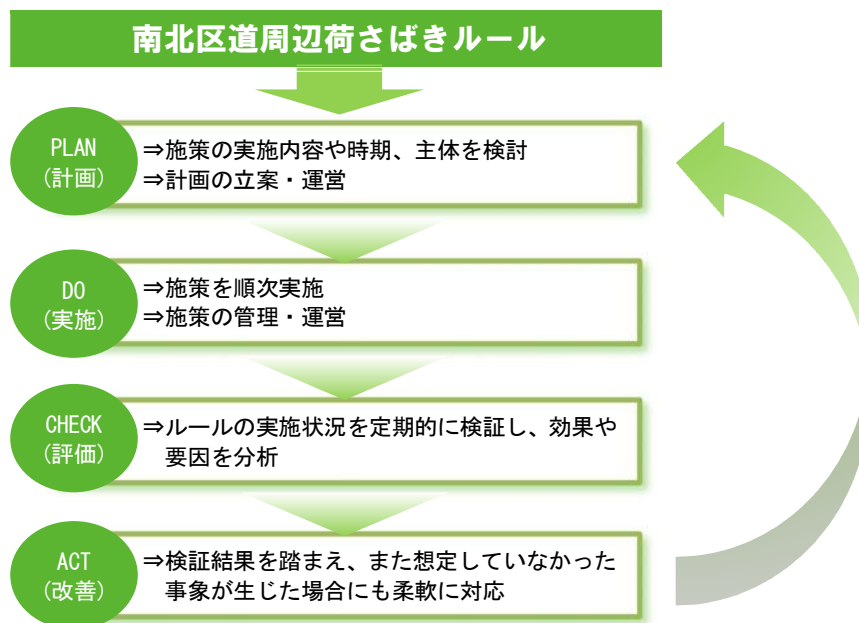 南北区道周辺荷さばきルール
PLAN
(計画)
⇒施策の実施内容や時期、主体を検討
⇒計画の立案・運営
DO
(実施)
⇒施策を順次実施
⇒施策の管理・運営
CHECK
(評価)
⇒ルールの実施状況を定期的に検証し、効果や
要因を分析
ACT
(改善)
⇒検証結果を踏まえ、また想定していなかった
事象が生じた場合にも柔軟に対応